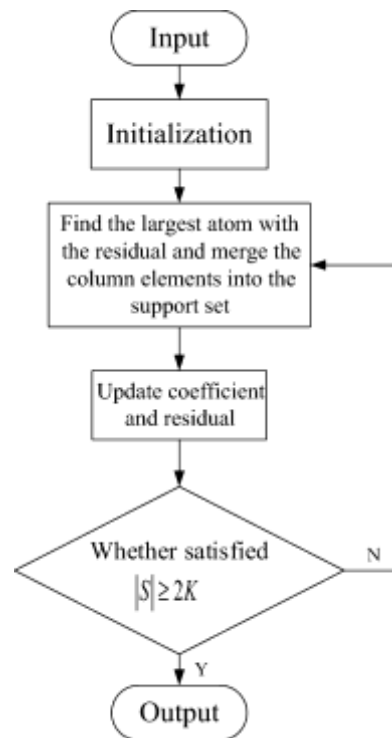 Input
Initialization
Find the largest atom with
the residual and merge the
column elements into the
support set
Update coefficient
and residual
Whether satisfied
|S| ≥ 2K
N
Y
Output